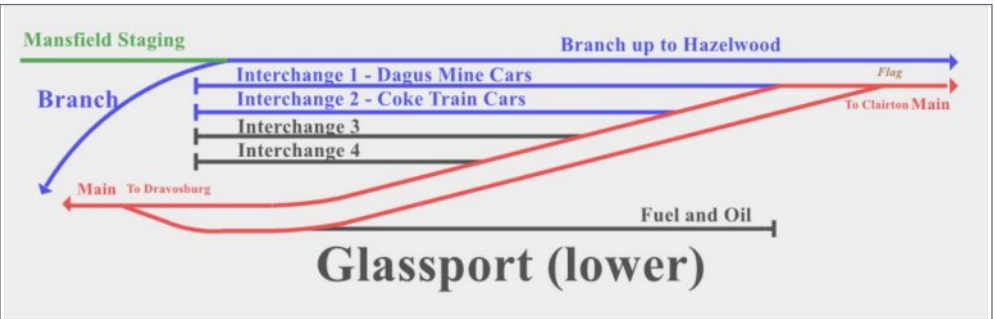 Mansfield Staging
Branch up to Hazelwood
Interchange 1 - Dagus Mine Cars
Flag
Branch
Interchange 2 - Coke Train Cars
To Clairton Main
Interchange 3
Interchange 4
Main To Dravosburg
Fuel and Oil
Glassport (lower)